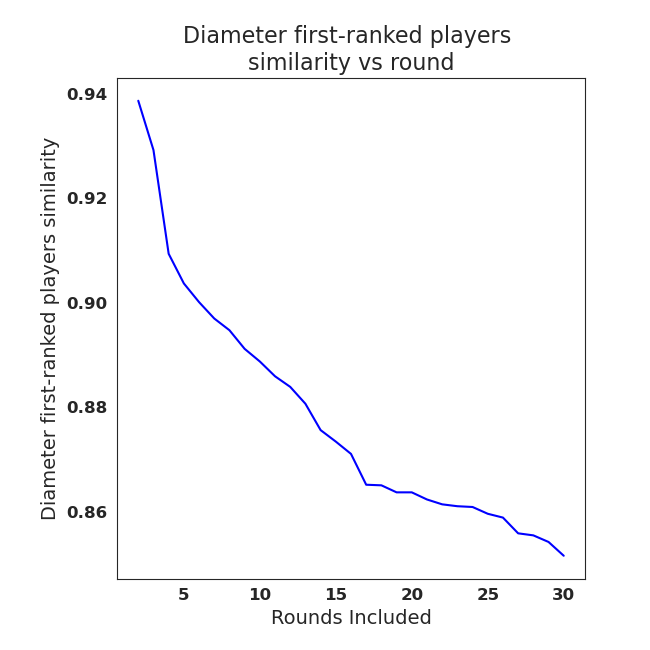 Diameter first-ranked players
similarity vs round
Diameter first-ranked players similarity
0.94
0.92
0.90
0.88
0.86
5 10 15 20 25 30
Rounds Included